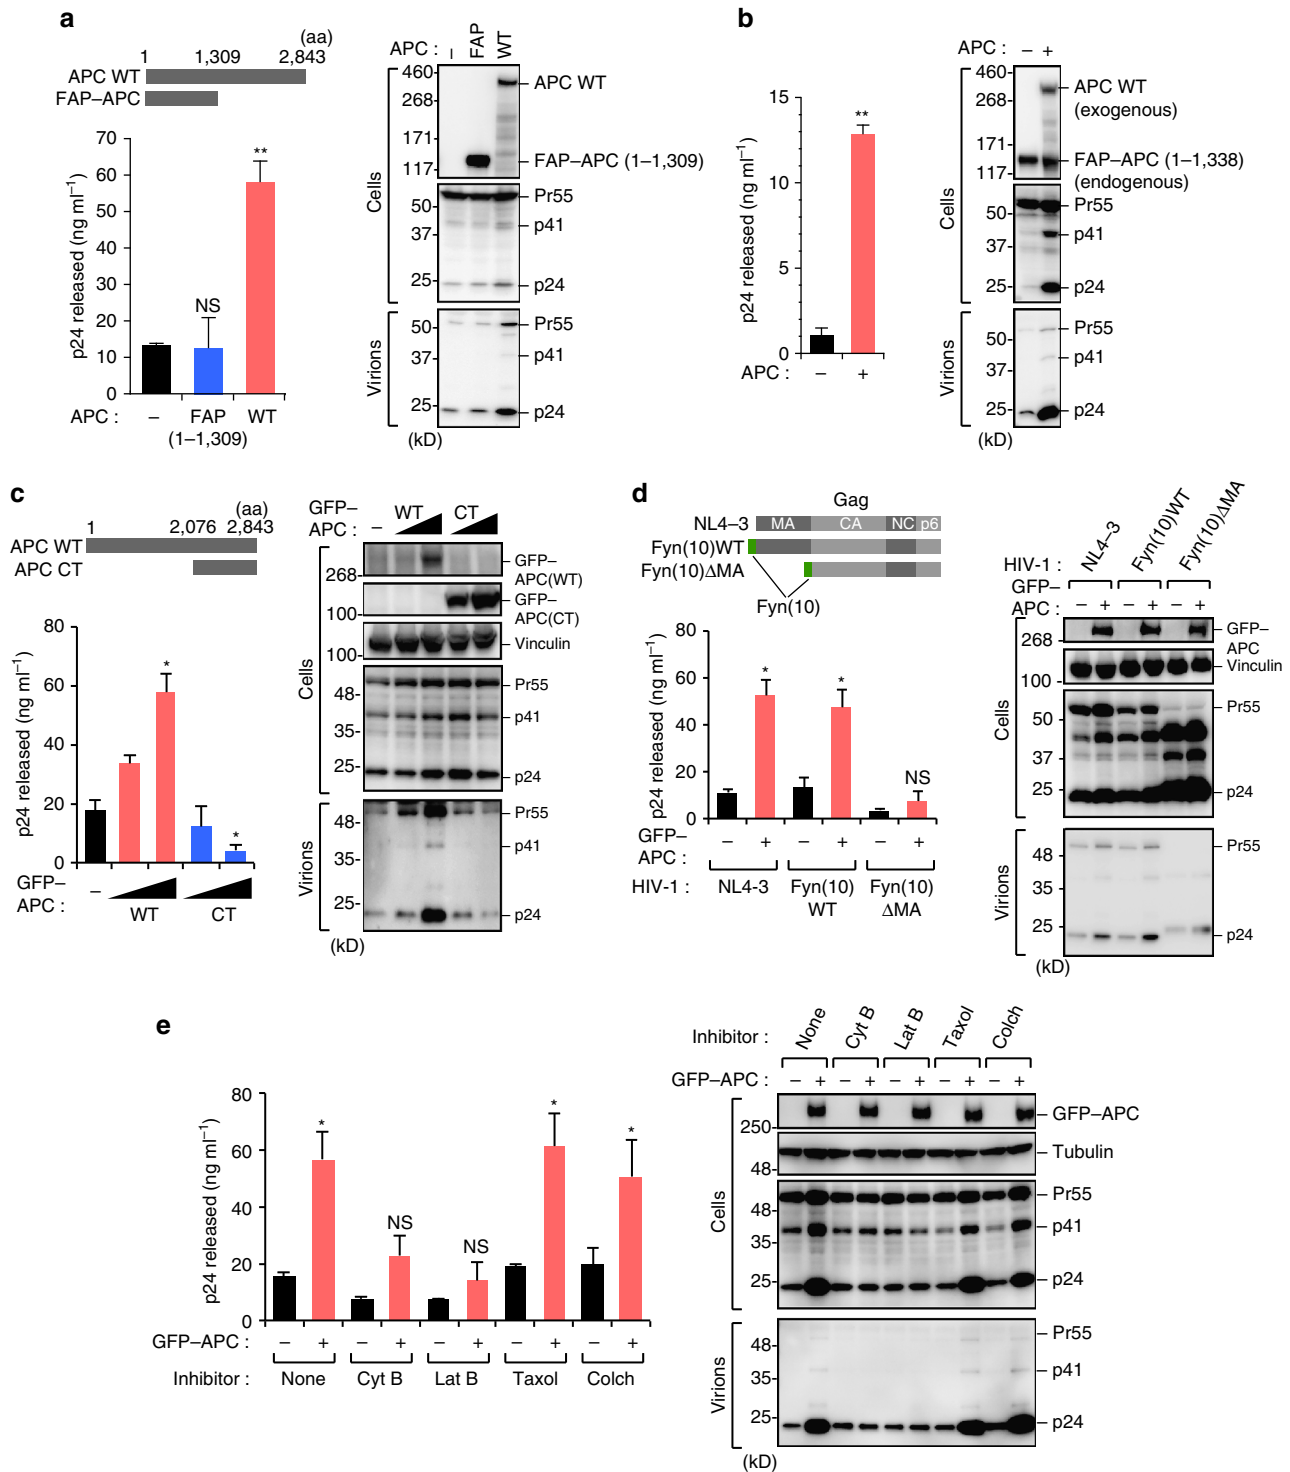 a
(aa)
1 1,309 2,843
APC WT
FAP–APC
p24 released (ng ml−1)
70
60
50
40
30
20
10
0
NS
**
APC : – FAP WT
(1–1,309)
APC : – FAP WT
460
268
171
117
APC WT
FAP–APC (1–1,309)
Cells
50
37
25
Pr55
p41
p24
Virions
50
37
25
Pr55
p41
p24
(kD)
b
p24 released (ng ml−1)
15
10
5
0
**
APC : – +
APC : – +
460
268
171
117
APC WT
(exogenous)
FAP–APC (1–1,338)
(endogenous)
Cells
50
37
25
Pr55
p41
p24
Virions
50
37
25
Pr55
p41
p24
(kD)
c
(aa)
1 2,076 2,843
APC WT
APC CT
p24 released (ng ml−1)
80
60
40
20
0
*
*
GFP–
APC : –
WT CT
GFP–
APC : – WT CT
268
GFP–
APC(WT)
100
GFP–
APC(CT)
100
Vinculin
Cells
48
35
25
Pr55
p41
p24
Virions
48
35
25
Pr55
p41
p24
(kD)
d
Gag
NL4–3 MA CA NC p6
Fyn(10)WT
Fyn(10)ΔMA
Fyn(10)
p24 released (ng ml−1)
80
60
40
20
0
*
*
NS
GFP–
APC : – + – + – +
HIV-1 : NL4-3 Fyn(10) Fyn(10)
WT ΔMA
HIV-1 : NL4–3 Fyn(10)WT Fyn(10)ΔMA
GFP–
APC : – + – + – +
268
GFP–
APC
100
Vinculin
Cells
50
37
25
Pr55
p24
Virions
48
35
25
Pr55
p24
(kD)
e
p24 released (ng ml−1)
80
60
40
20
0
*
NS
NS
*
*
GFP–APC : – + – + – + – + – +
Inhibitor : None Cyt B Lat B Taxol Colch
Inhibitor : None Cyt B Lat B Taxol Colch
GFP–APC : – + – + – + – + – +
250
GFP–APC
48
Tubulin
Cells
48
35
25
Pr55
p41
p24
Virions
48
35
25
Pr55
p41
p24
(kD)